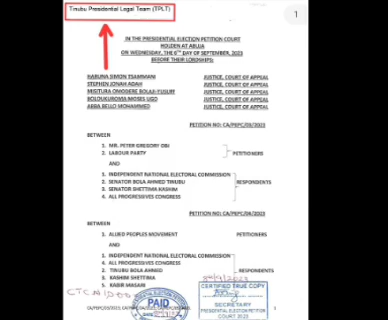 Tinubu Presidential Legal Team (TPLT)
1
IN THE PRESIDENTIAL ELECTION PETITION COURT
HOLDEN AT ABUJA
ON WEDNESDAY, THE 6TH DAY OF SEPTEMBER, 2023
BEFORE THEIR LORDSHIPS:
HARUNA SIMON TSAMMANI JUSTICE, COURT OF APPEAL
STEPHEN JONAH ADAH JUSTICE, COURT OF APPEAL
MISITURA OMODERE BOLAJI-YUSUFF JUSTICE, COURT OF APPEAL
BOLOUKUROMO MOSES UGO JUSTICE, COURT OF APPEAL
ABBA BELLO MOHAMMED JUSTICE, COURT OF APPEAL
PETITION NO: CA/PEPC/03/2023
BETWEEN
1. MR. PETER GREGORY OBI
2. LABOUR PARTY
PETITIONERS
AND
1. INDEPENDENT NATIONAL ELECTORAL COMMISSION
2. SENATOR BOLA AHMED TINUBU
3. SENATOR SHETTIMA KASHIM
4. ALL PROGRESSIVES CONGRESS
RESPONDENTS
PETITION NO: CA/PEPC/04/2023
BETWEEN
1. ALLIED PEOPLES MOVEMENT PETITIONERS
AND
1. INDEPENDENT NATIONAL ELECTORAL COMMISSION
2. ALL PROGRESSIVES CONGRESS
3. TINUBU BOLA AHMED
4. KASHIM SHETTIMA
5. KABIR MASARI
RESPONDENTS
PAID
CERTIFIED TRUE COPY
SECRETARY
PRESIDENTIAL ELECTION PETITION
COURT 2023